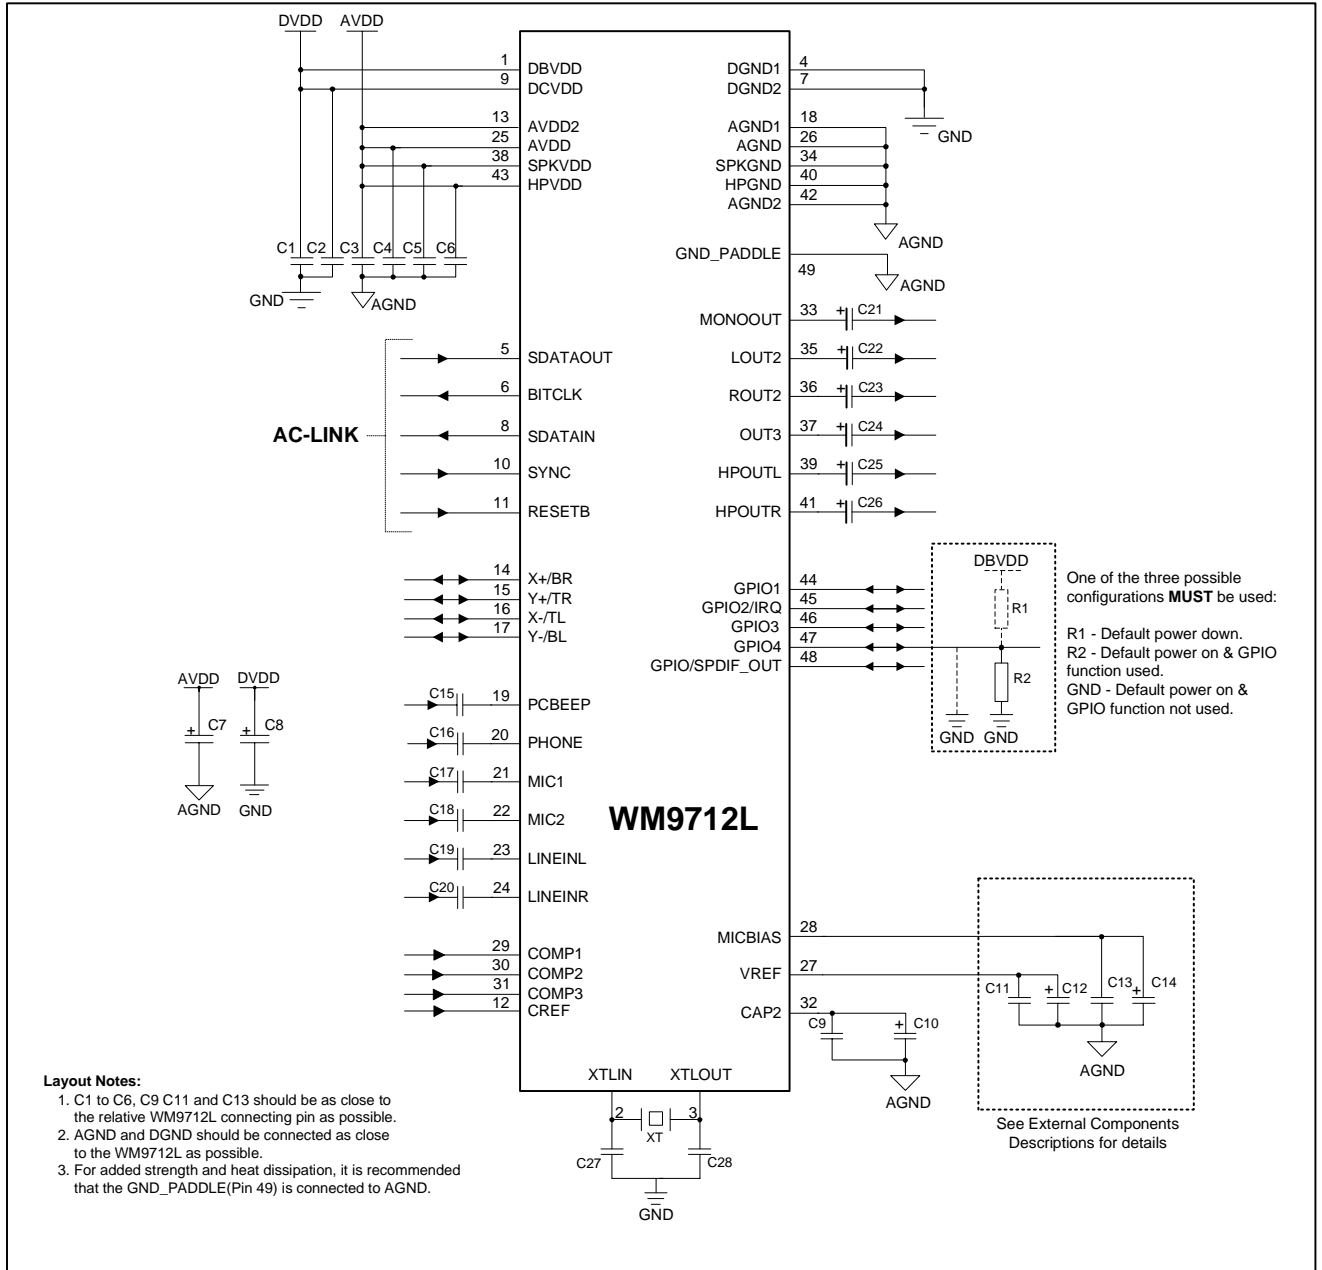 DVDD AVDD
1 DBVDD
9 DCVDD
13 AVDD2
25 AVDD
38 SPKVDD
43 HPVDD
C1 C2 C3 C4 C5 C6
GND AGND
DGND1 4
DGND2 7
GND
AGND1 18
AGND 26
SPKGND 34
HPGND 40
AGND2 42
AGND
GND_PADDLE
49
AGND
MONOOUT 33 + C21
LOUT2 35 + C22
ROUT2 36 + C23
OUT3 37 + C24
HPOUTL 39 + C25
HPOUTR 41 + C26
AC-LINK
5 SDATAOUT
6 BITCLK
8 SDATAIN
10 SYNC
11 RESETB
14 X+/BR
15 Y+/TR
16 X-/TL
17 Y-/BL
GPIO1 44
GPIO2/IRQ 45
GPIO3 46
GPIO4 47
GPIO/SPDIF_OUT 48
DBVDD
R1
R2
GND GND
One of the three possible
configurations MUST be used:
R1 - Default power down.
R2 - Default power on & GPIO
function used.
GND - Default power on &
GPIO function not used.
AVDD DVDD
+ C7 + C8
AGND GND
C15 19 PCBEEP
C16 20 PHONE
C17 21 MIC1
C18 22 MIC2
C19 23 LINEINL
C20 24 LINEINR
WM9712L
29 COMP1
30 COMP2
31 COMP3
12 CREF
MICBIAS 28
VREF 27
CAP2 32
C9 + C10
AGND
C11 + C12 C13 + C14
AGND
See External Components
Descriptions for details
XTLIN XTLOUT
2 3
XT
C27 C28
GND
Layout Notes:
1. C1 to C6, C9 C11 and C13 should be as close to
the relative WM9712L connecting pin as possible.
2. AGND and DGND should be connected as close
to the WM9712L as possible.
3. For added strength and heat dissipation, it is recommended
that the GND_PADDLE(Pin 49) is connected to AGND.